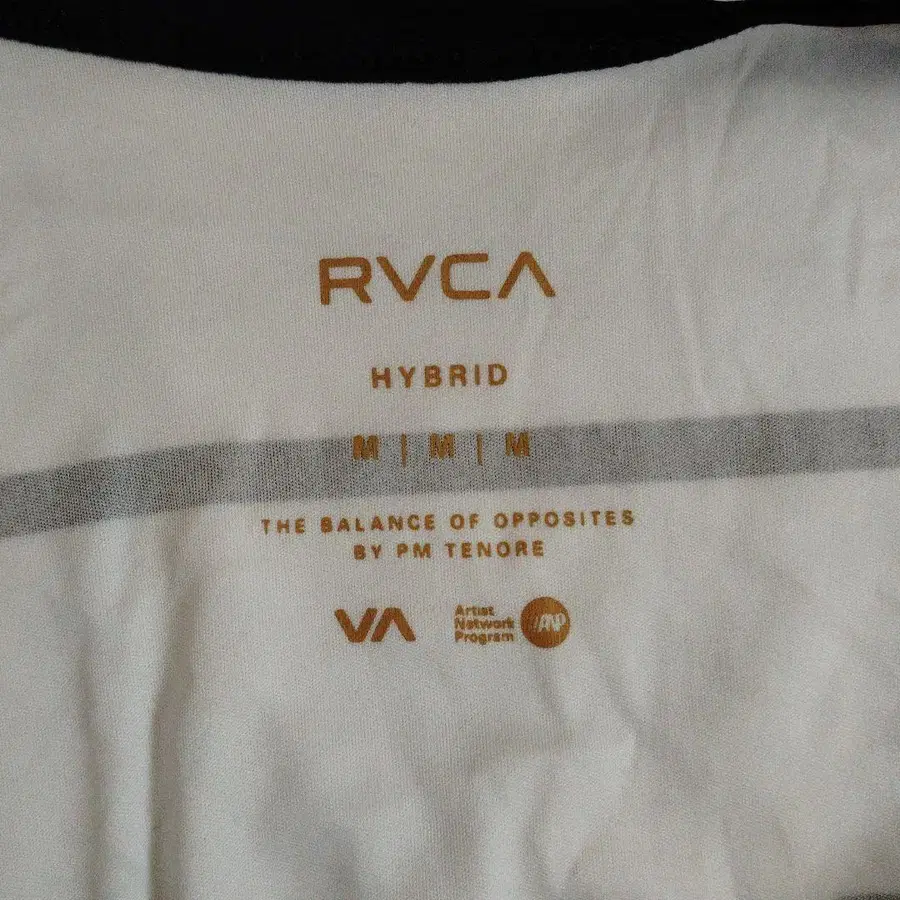 RVCA
HYBRID
M | M | M
THE BALANCE OF OPPOSITES
BY PM TENORE
VA
Artist
Network
Program
ANP